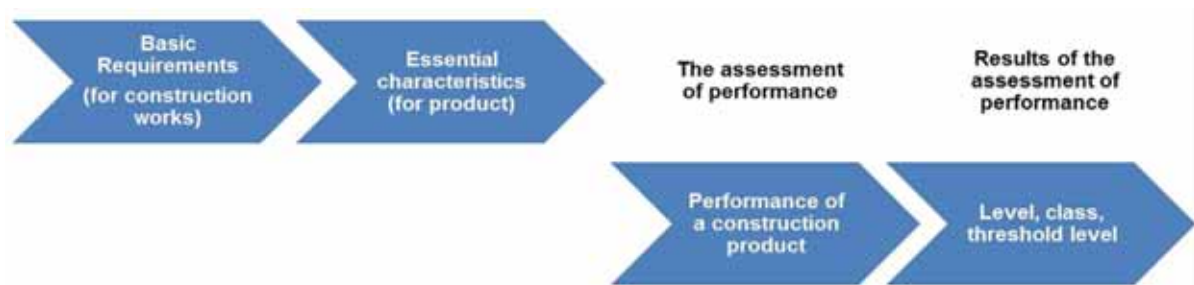 Basic
Requirements
(for construction
works)
Essential
characteristics
(for product)
The assessment
of performance
Results of the
assessment of
performance
Performance of
a construction
product
Level, class,
threshold level